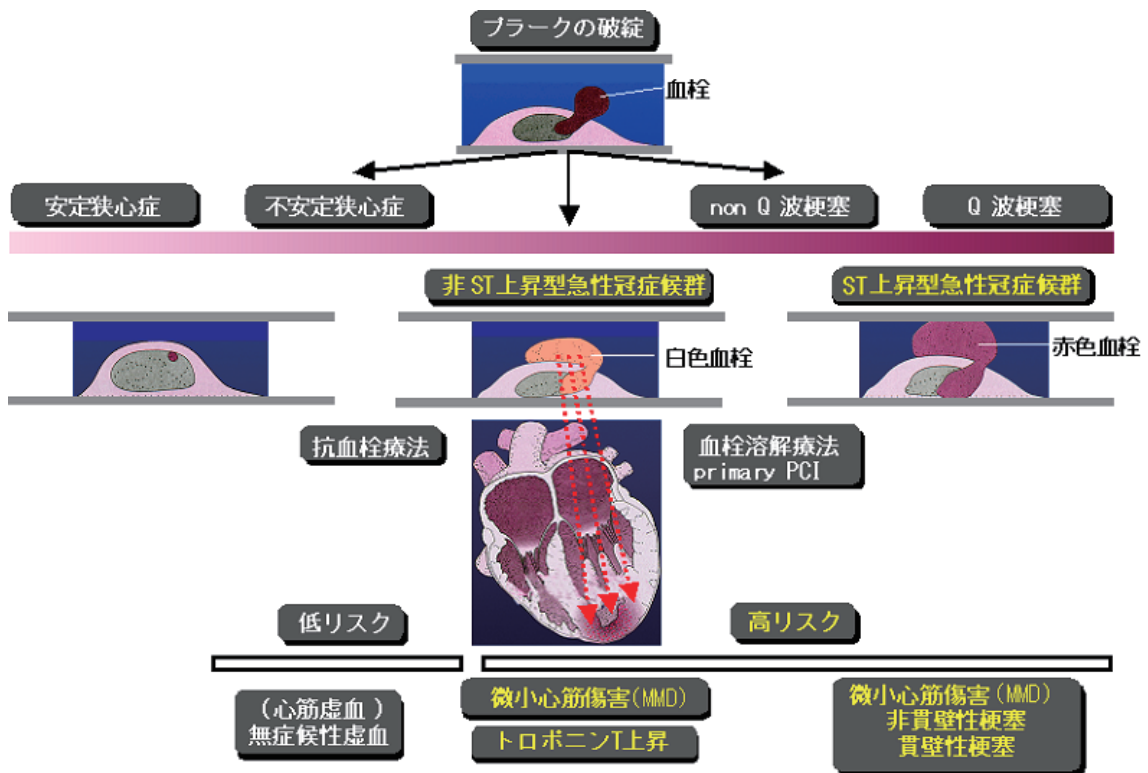 プラークの破綻
血栓
安定狭心症
不安定狭心症
non Q 波梗塞
Q 波梗塞
非ST上昇型急性冠症候群
ST上昇型急性冠症候群
白色血栓
赤色血栓
抗血栓療法
血栓溶解療法
primary PCI
低リスク
高リスク
（心筋虚血）
無症候性虚血
微小心筋傷害(MMD)
トロポニンT上昇
微小心筋傷害(MMD)
非貫壁性梗塞
貫壁性梗塞